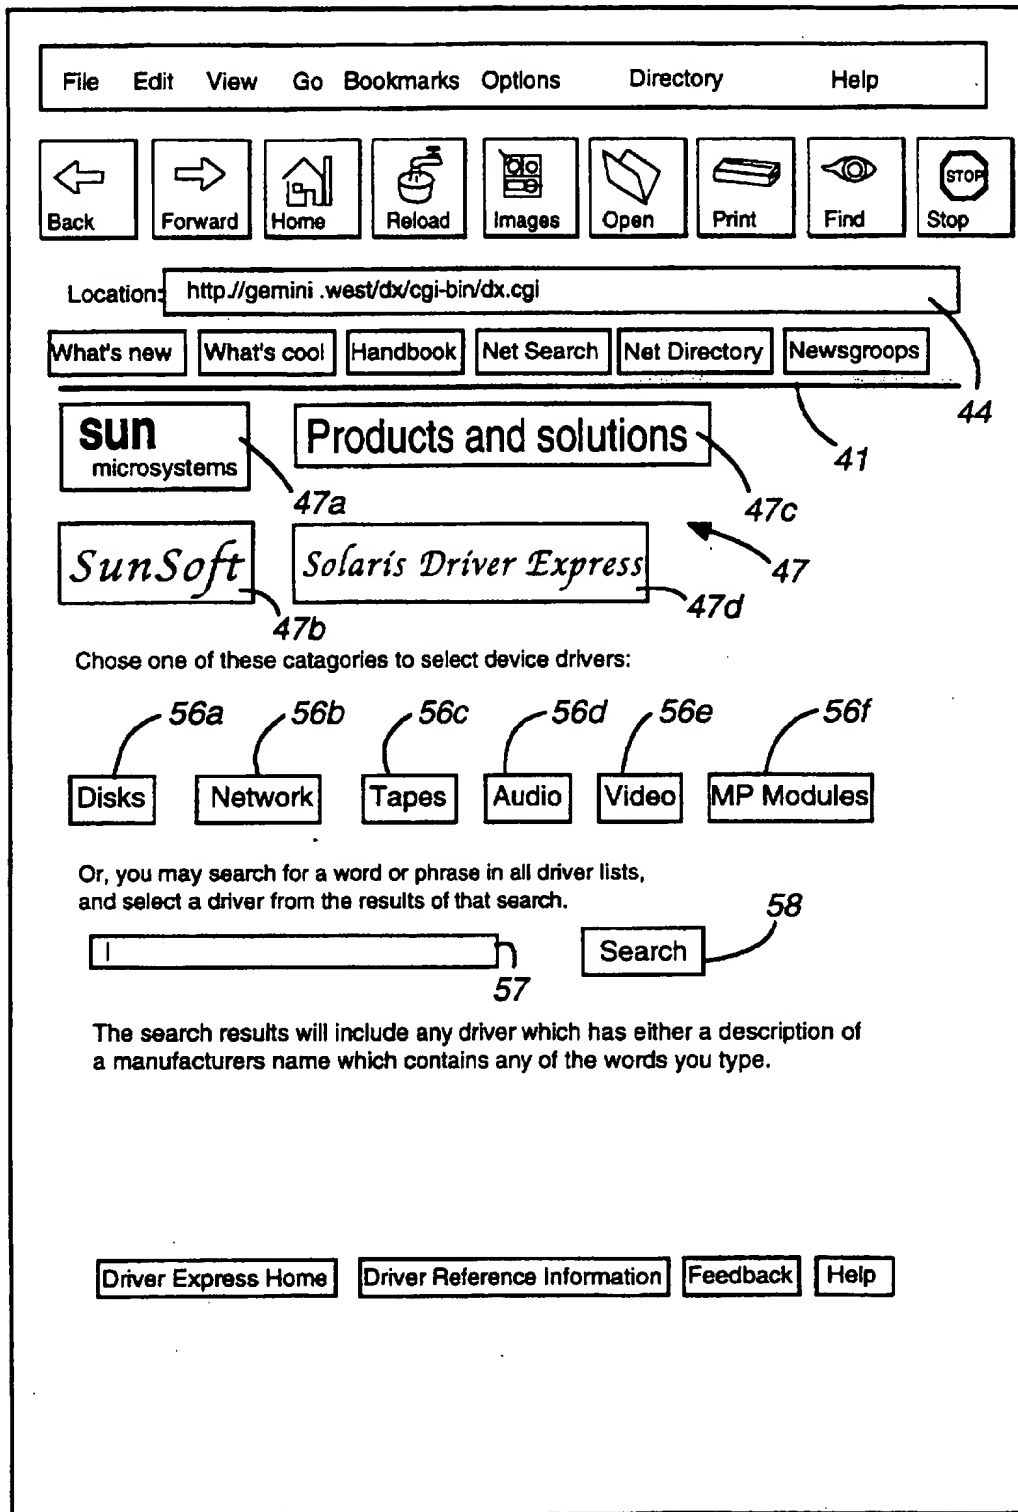 File Edit View Go Bookmarks Options Directory Help
Back Forward Home Reload Images Open Print Find STOP Stop
Location: http.//gemini .west/dx/cgi-bin/dx.cgi
What's new What's cool Handbook Net Search Net Directory Newsgroops
44
41
sun
microsystems
Products and solutions
47a
47c
SunSoft
Solaris Driver Express
47
47d
47b
Chose one of these catagories to select device drivers:
56a 56b 56c 56d 56e 56f
Disks Network Tapes Audio Video MP Modules
Or, you may search for a word or phrase in all driver lists,
and select a driver from the results of that search.
58
Search
57
The search results will include any driver which has either a description of
a manufacturers name which contains any of the words you type.
Driver Express Home Driver Reference Information Feedback Help